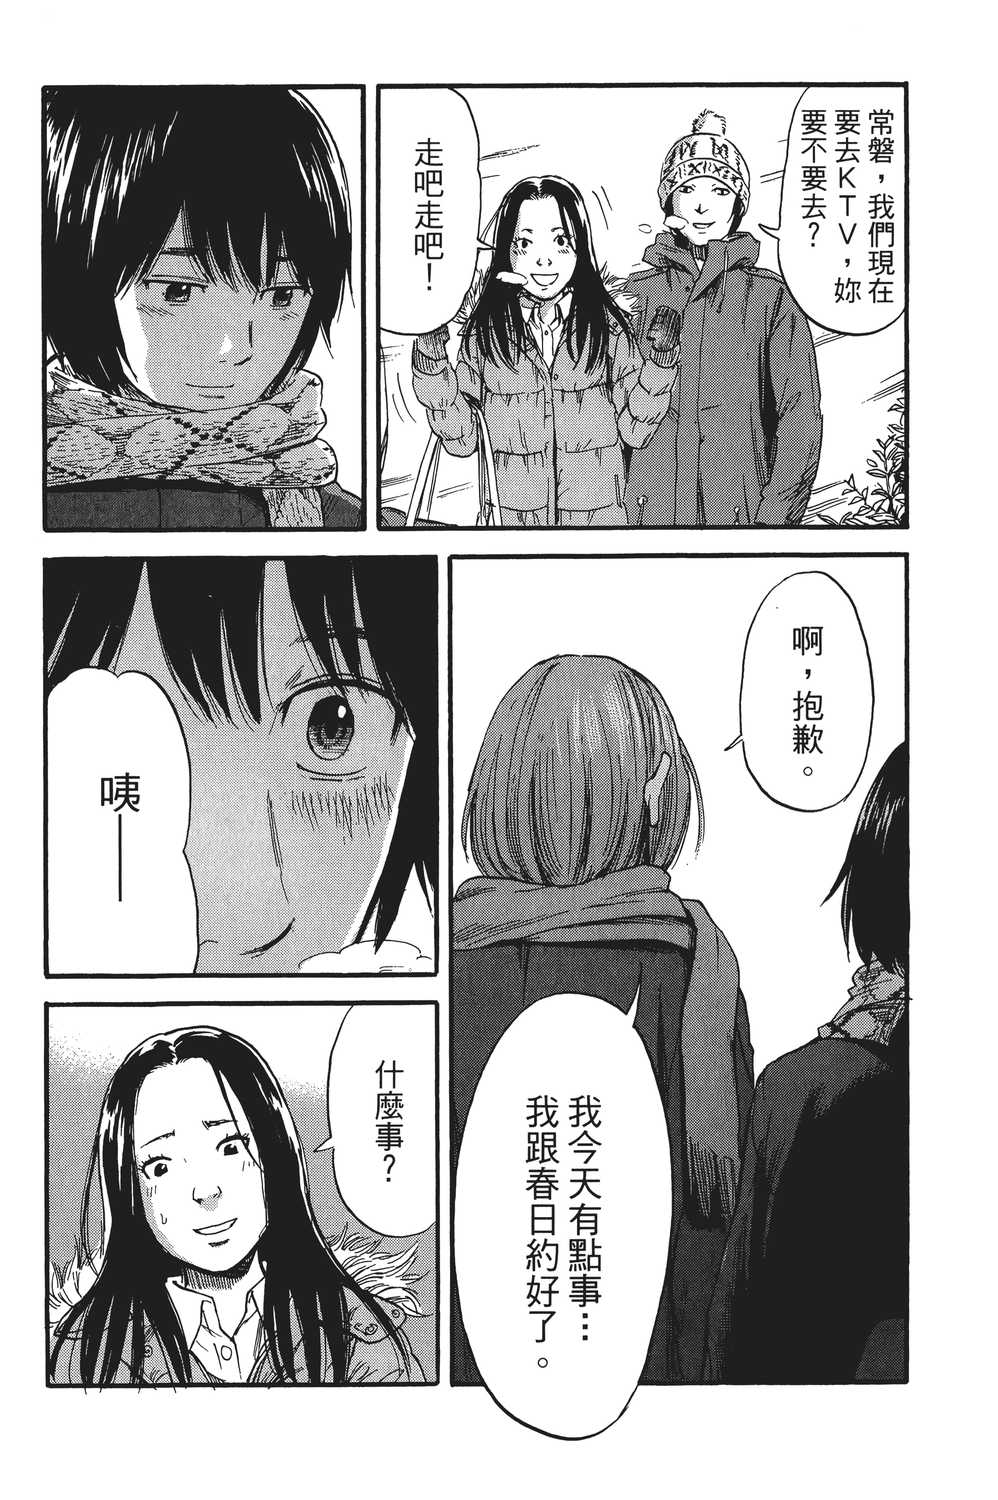 常磐，我們現在
要去KTV，妳
要不要去？
走吧走吧！
啊，抱歉。
我今天有點事…
我跟春日約好了。
咦——
什麼事？